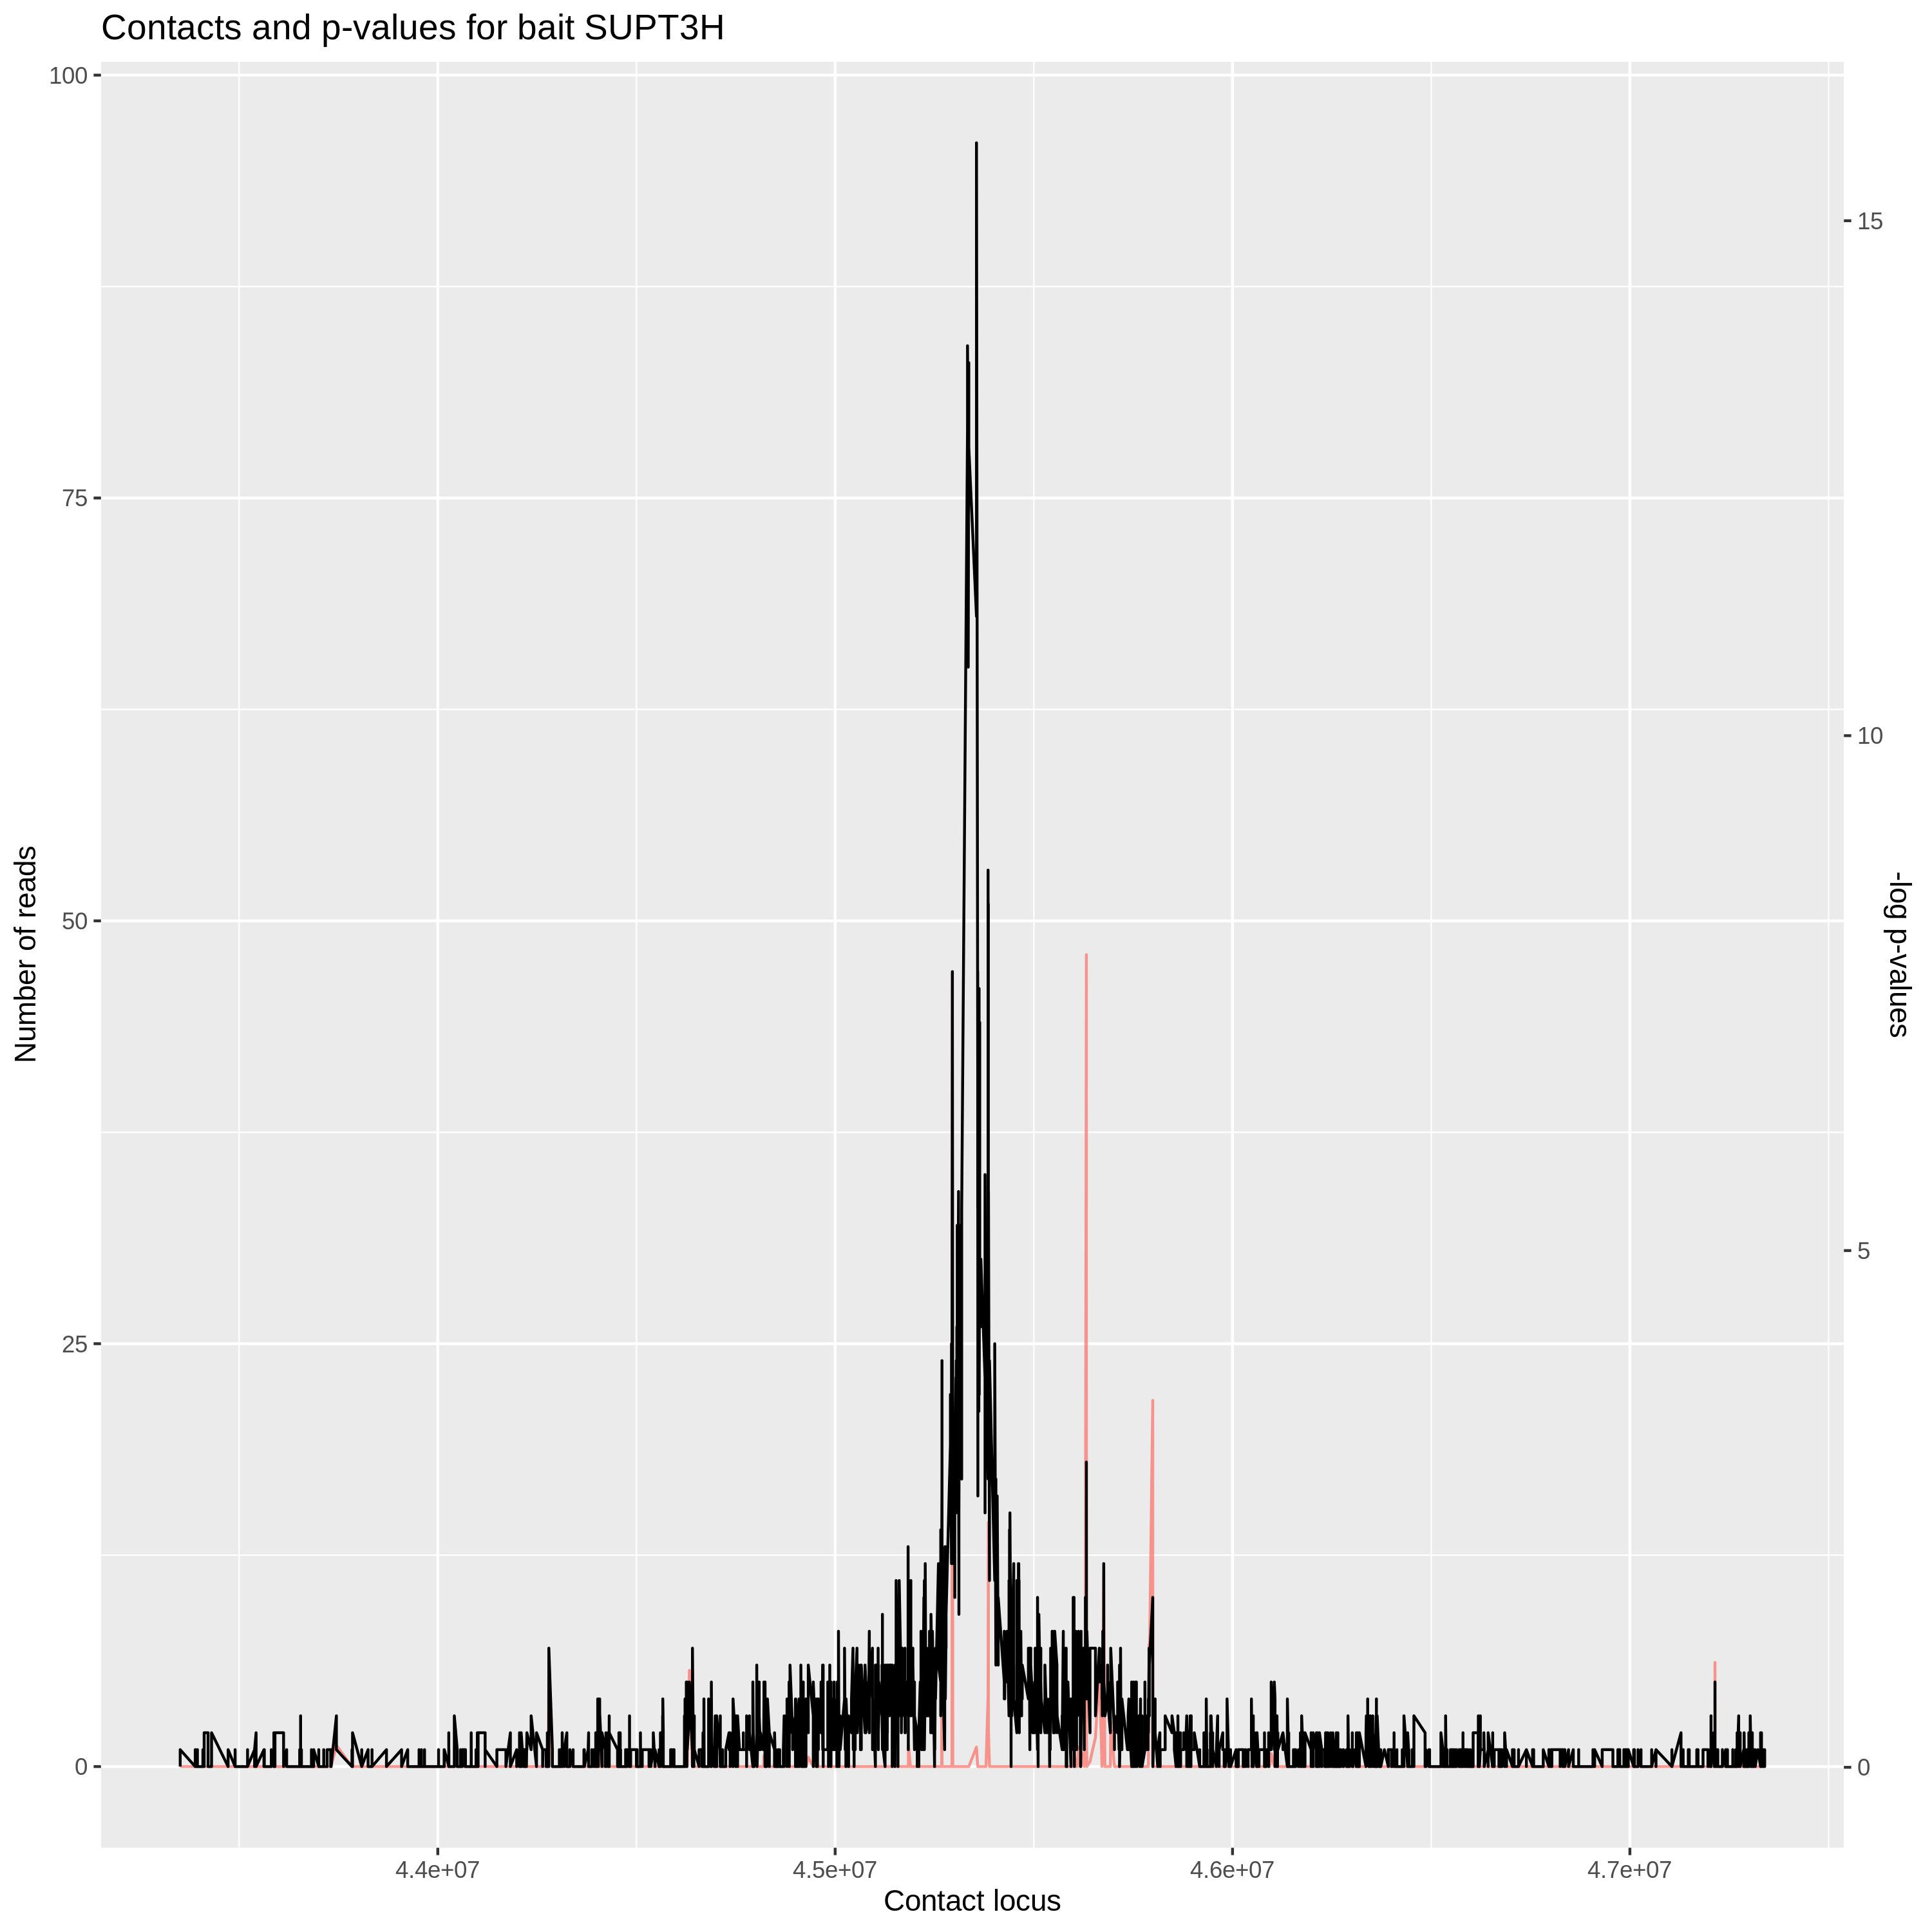 Contacts and p-values for bait SUPT3H
100
75
50
25
0
Number of reads
15
10
5
0
-log p-values
4.4e+07
4.5e+07
4.6e+07
4.7e+07
Contact locus